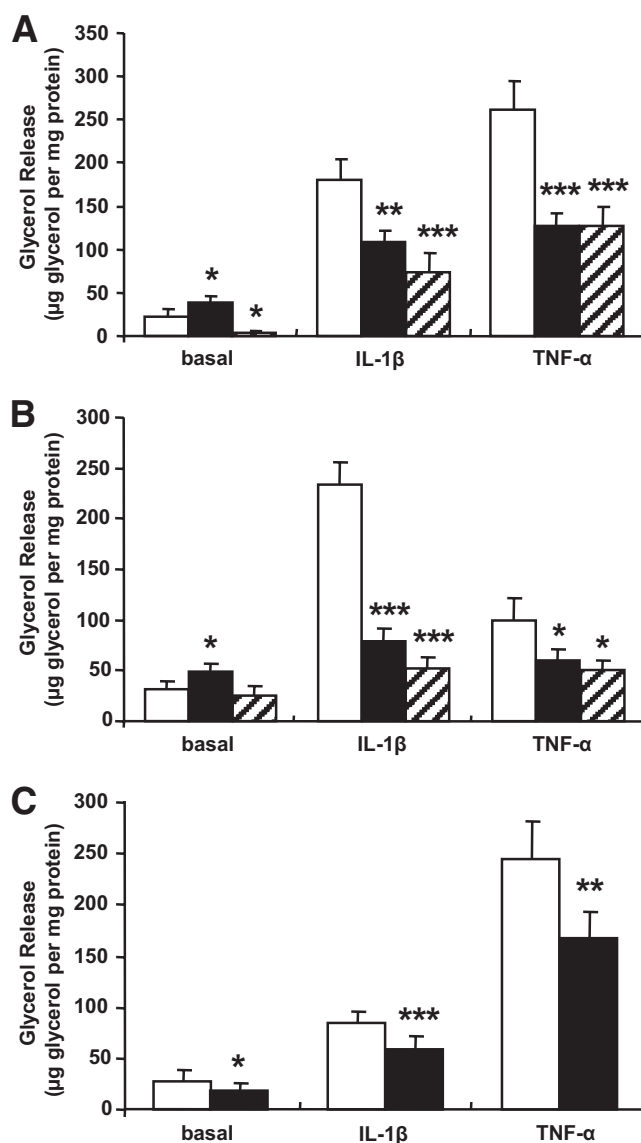 A
Glycerol Release
(µg glycerol per mg protein)
350
300
250
200
150
100
50
0
*
*
**
***
***
***
basal
IL-1β
TNF-α
B
Glycerol Release
(µg glycerol per mg protein)
300
250
200
150
100
50
0
*
***
***
*
*
basal
IL-1β
TNF-α
C
Glycerol Release
(µg glycerol per mg protein)
300
250
200
150
100
50
0
*
***
**
basal
IL-1β
TNF-α